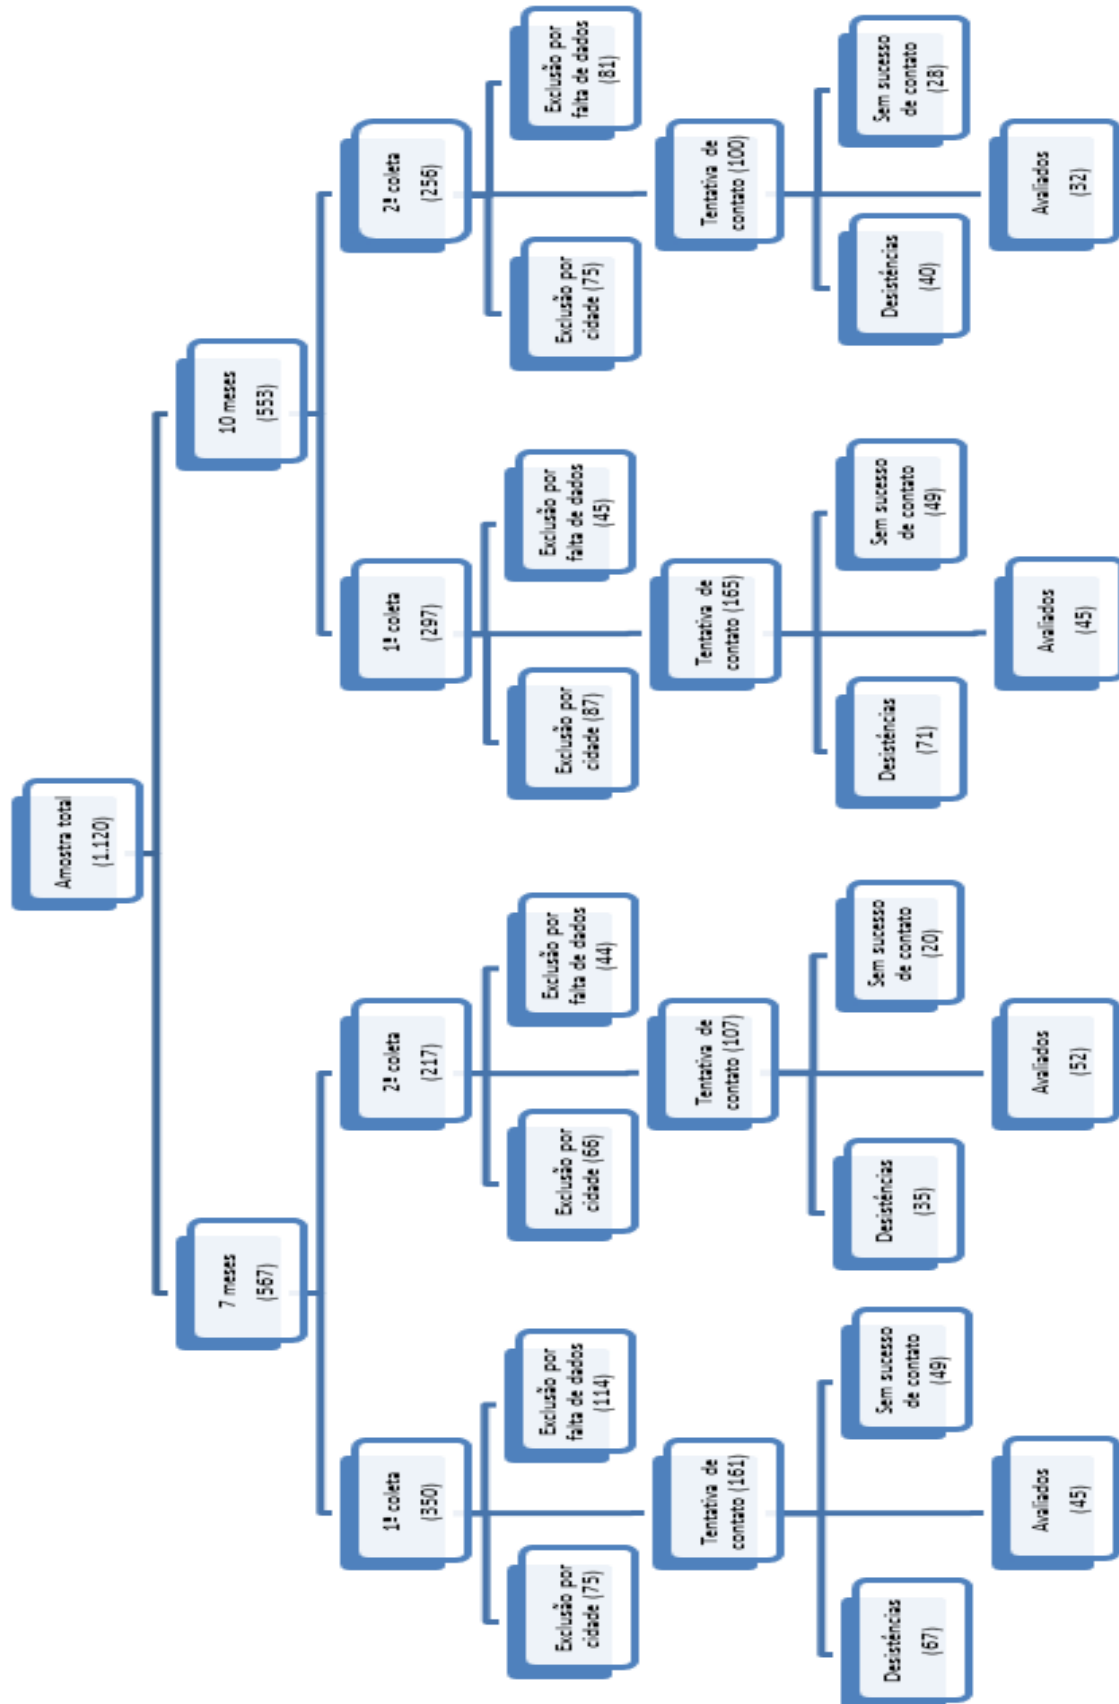 Amostra total
(1.120)
7 meses
(567)
10 meses
(553)
1ª coleta
(350)
2ª coleta
(217)
1ª coleta
(297)
2ª coleta
(256)
Exclusão por
cidade (75)
Exclusão por
falta de dados
(114)
Exclusão por
cidade (66)
Exclusão por
falta de dados
(44)
Exclusão por
cidade (87)
Exclusão por
falta de dados
(45)
Exclusão por
cidade (75)
Exclusão por
falta de dados
(81)
Tentativa de
contato (161)
Tentativa de
contato (107)
Tentativa de
contato (165)
Tentativa de
contato (100)
Desistências
(67)
Sem sucesso
de contato
(49)
Desistências
(35)
Sem sucesso
de contato
(20)
Desistências
(71)
Sem sucesso
de contato
(49)
Desistências
(40)
Sem sucesso
de contato
(28)
Avaliados
(45)
Avaliados
(52)
Avaliados
(45)
Avaliados
(32)